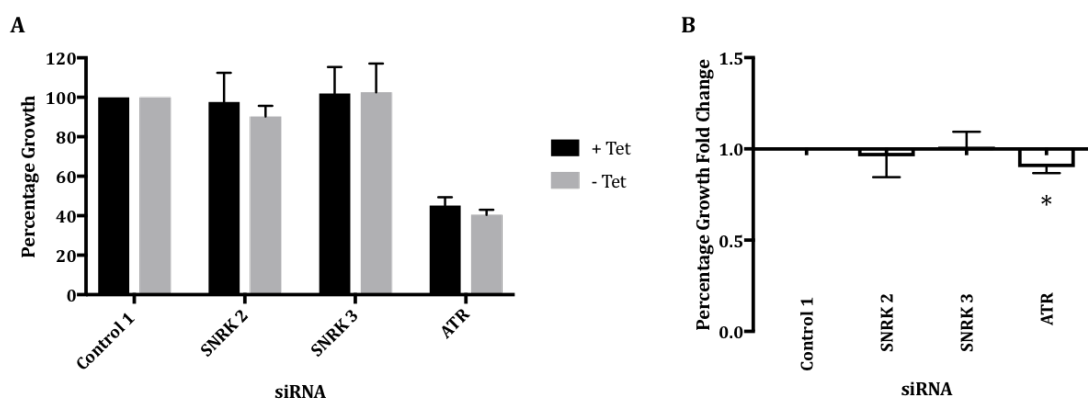 A
Percentage Growth
120
100
80
60
40
20
0
Control 1
SNRK 2
SNRK 3
ATR
siRNA
+ Tet
- Tet
B
Percentage Growth Fold Change
1.5
1.0
0.5
0.0
Control 1
SNRK 2
SNRK 3
ATR
*
siRNA